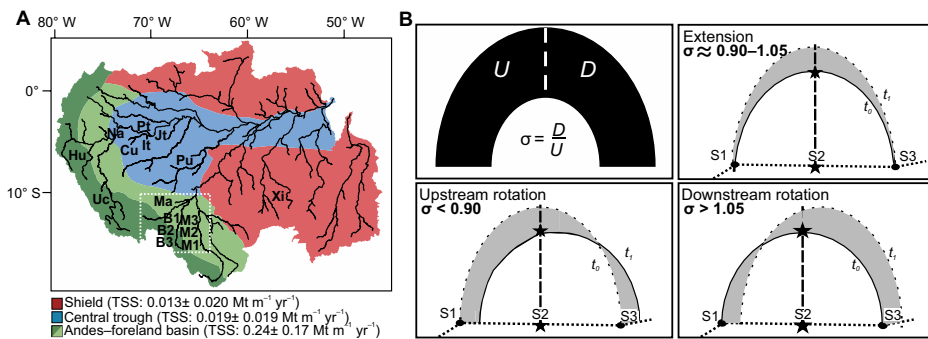 A
80° W
70° W
60° W
50° W
0°
10° S
Na
Pt
Jt
It
Hu
Cu
Pu
Uc
Ma
Xi
B1
M3
B2
M2
B3
M1
Shield (TSS: 0.013± 0.020 Mt m⁻¹ yr⁻¹)
Central trough (TSS: 0.019± 0.019 Mt m⁻¹ yr⁻¹)
Andes–foreland basin (TSS: 0.24± 0.17 Mt m⁻¹ yr⁻¹)
B
U
D
σ = D/U
Extension
σ ≈ 0.90–1.05
t₁
t₀
S1
S2
S3
Upstream rotation
σ < 0.90
t₀
t₁
S1
S2
S3
Downstream rotation
σ > 1.05
t₀
t₁
S1
S2
S3